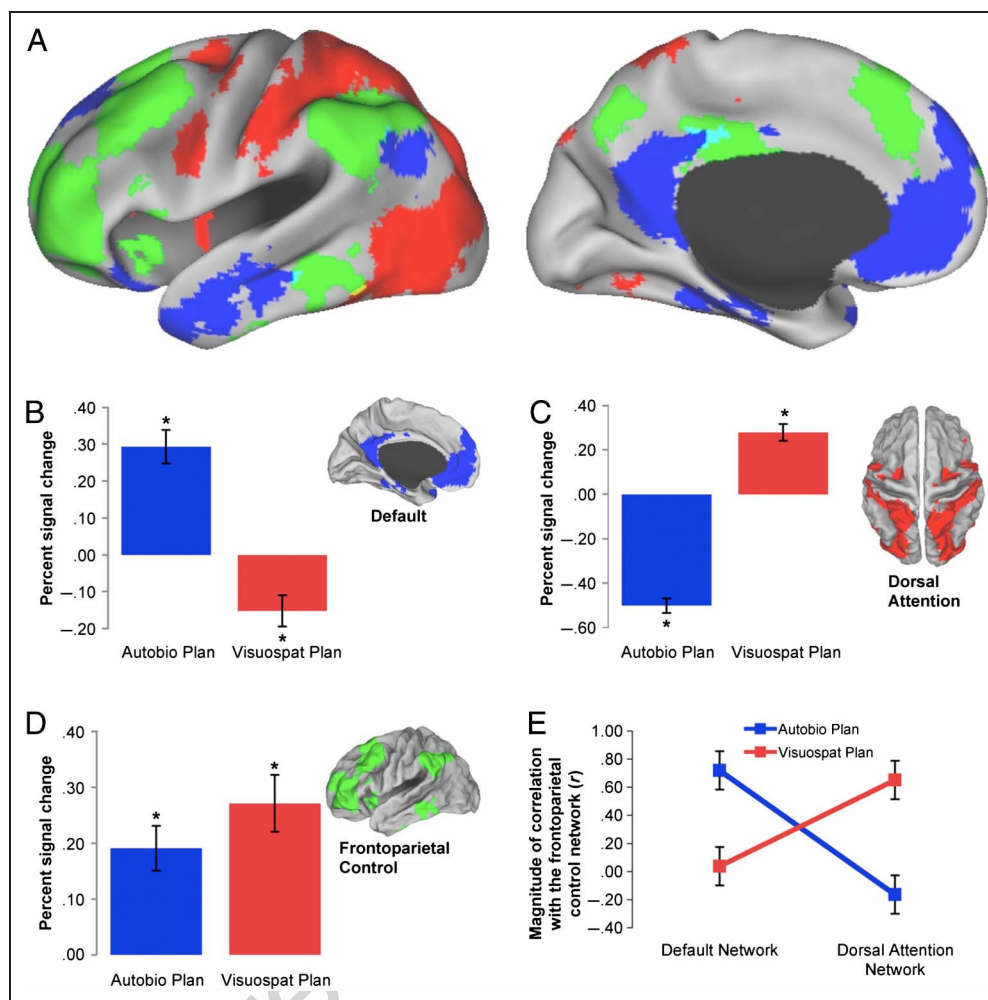 A
B
Percent signal change
.40
.30
.20
.10
.00
–.10
–.20
*
*
Autobio Plan Visuospat Plan
Default
C
Percent signal change
.40
.20
.00
–.20
–.40
–.60
*
*
Autobio Plan Visuospat Plan
Dorsal
Attention
D
Percent signal change
.40
.30
.20
.10
.00
*
*
Autobio Plan Visuospat Plan
Frontoparietal
Control
E
Magnitude of correlation
with the frontoparietal
control network (r)
1.00
.80
.60
.40
.20
.00
–.20
–.40
Autobio Plan
Visuospat Plan
Default Network
Dorsal Attention
Network